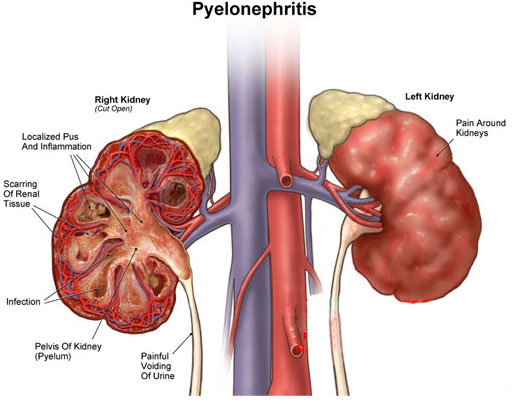 Pyelonephritis
Right Kidney
(Cut Open)
Left Kidney
Localized Pus
And Inflammation
Pain Around
Kidneys
Scarring
Of Renal
Tissue
Infection
Pelvis Of Kidney
(Pyelum)
Painful
Voiding
Of Urine